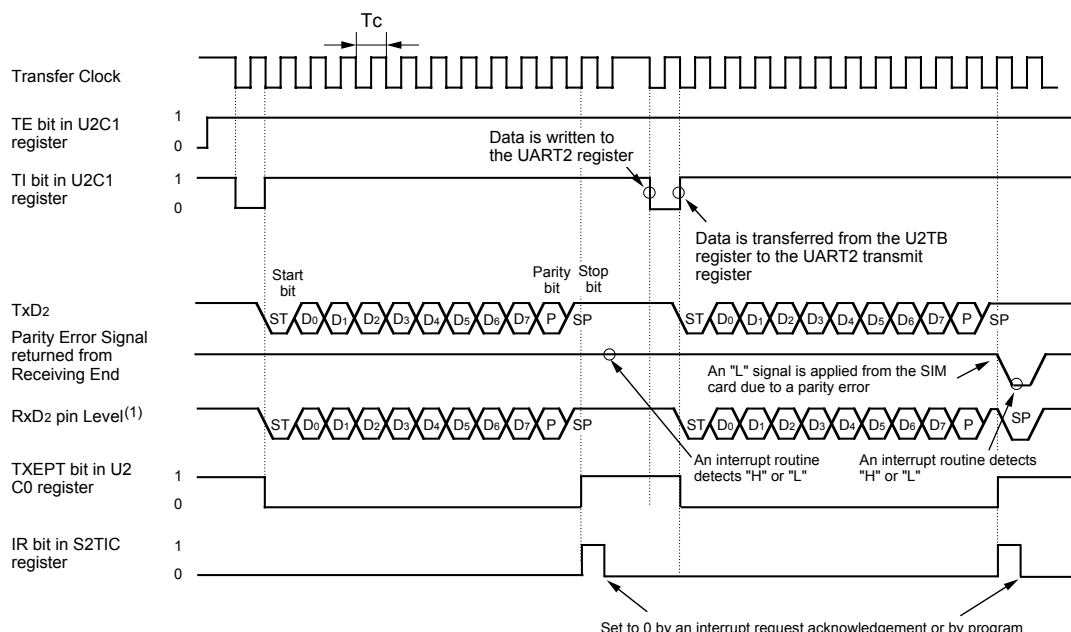 Tc
Transfer Clock
TE bit in U2C1
register
1
0
Data is written to
the UART2 register
TI bit in U2C1
register
1
0
Data is transferred from the U2TB
register to the UART2 transmit
register
Start
bit
Parity
bit
Stop
bit
TxD2
ST D0 D1 D2 D3 D4 D5 D6 D7 P SP
ST D0 D1 D2 D3 D4 D5 D6 D7 P SP
Parity Error Signal
returned from
Receiving End
An "L" signal is applied from the SIM
card due to a parity error
RxD2 pin Level(1)
ST D0 D1 D2 D3 D4 D5 D6 D7 P SP
ST D0 D1 D2 D3 D4 D5 D6 D7 P SP
An interrupt routine
detects "H" or "L"
An interrupt routine detects
"H" or "L"
TXEPT bit in U2
C0 register
1
0
IR bit in S2TIC
register
1
0
Set to 0 by an interrupt request acknowledgement or by program